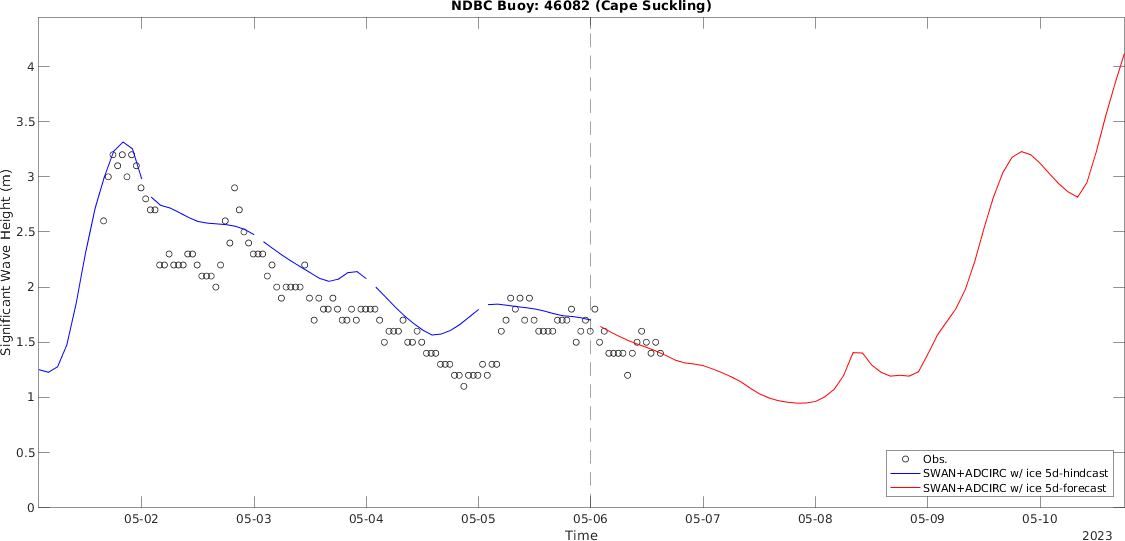 NDBC Buoy: 46082 (Cape Suckling)
Significant Wave Height (m)
4
3.5
3
2.5
2
1.5
1
0.5
0
Obs.
SWAN+ADCIRC w/ ice 5d-hindcast
SWAN+ADCIRC w/ ice 5d-forecast
05-02 05-03 05-04 05-05 05-06 05-07 05-08 05-09 05-10
Time
2023